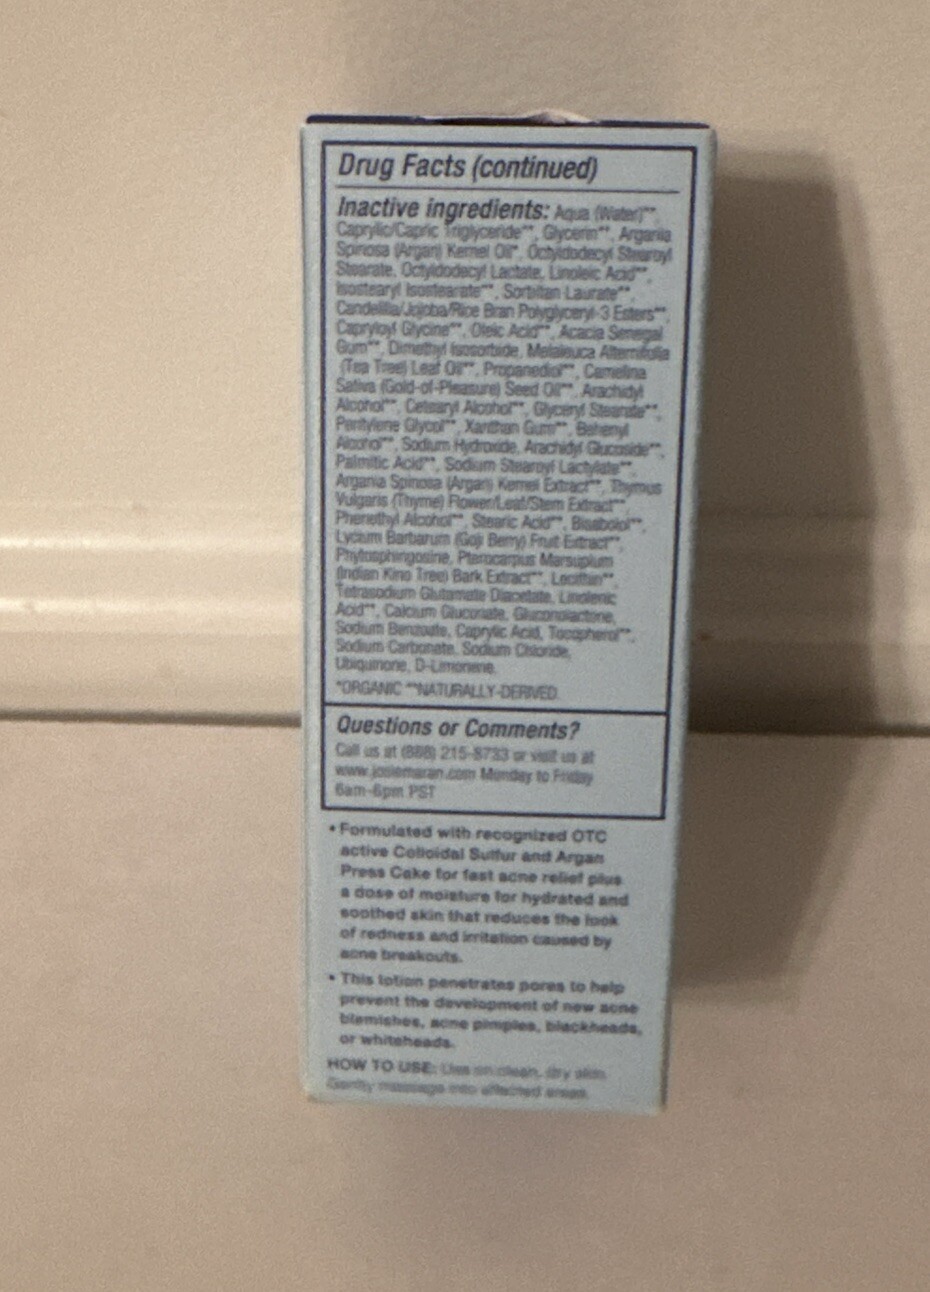 Drug Facts (continued)
Inactive ingredients: Aqua (Water)**,
Caprylic/Capric Triglyceride**, Glycerin**, Argania
Spinosa (Argan) Kernel Oil*, Octyldodecyl Stearoyl
Stearate, Octyldodecyl Lactate, Linoleic Acid**,
Isostearyl Isostearate**, Sorbitan Laurate**,
Candelilla/Jojoba/Rice Bran Polyglyceryl-3 Esters**,
Capryloyl Glycine**, Oleic Acid**, Acacia Senegal
Gum**, Dimethyl Isosorbide, Melaleuca Alternifolia
(Tea Tree) Leaf Oil**, Propanediol**, Camelina
Sativa (Gold-of-Pleasure) Seed Oil**, Arachidyl
Alcohol**, Cetearyl Alcohol**, Glyceryl Stearate**,
Pentylene Glycol**, Xanthan Gum**, Behenyl
Alcohol**, Sodium Hydroxide, Arachidyl Glucoside**,
Palmitic Acid**, Sodium Stearoyl Lactylate**,
Argania Spinosa (Argan) Kernel Extract**, Thymus
Vulgaris (Thyme) Flower/Leaf/Stem Extract**,
Phenethyl Alcohol**, Stearic Acid**, Bisabolol**,
Lycium Barbarum (Goji Berry) Fruit Extract**,
Phytosphingosine, Pterocarpus Marsupium
(Indian Kino Tree) Bark Extract**, Lecithin**,
Tetrasodium Glutamate Diacetate, Linolenic
Acid**, Calcium Gluconate, Gluconolactone,
Sodium Benzoate, Caprylic Acid, Tocopherol**,
Sodium Carbonate, Sodium Chloride,
Ubiquinone, D-Limonene.
*ORGANIC **NATURALLY-DERIVED.
Questions or Comments?
Call us at (888) 215-8733 or visit us at
www.josiemaran.com Monday to Friday
6am-6pm PST
• Formulated with recognized OTC
active Colloidal Sulfur and Argan
Press Cake for fast acne relief plus
a dose of moisture for hydrated and
soothed skin that reduces the look
of redness and irritation caused by
acne breakouts.
• This lotion penetrates pores to help
prevent the development of new acne
blemishes, acne pimples, blackheads,
or whiteheads.
HOW TO USE: Use on clean, dry skin.
Gently massage into affected areas.